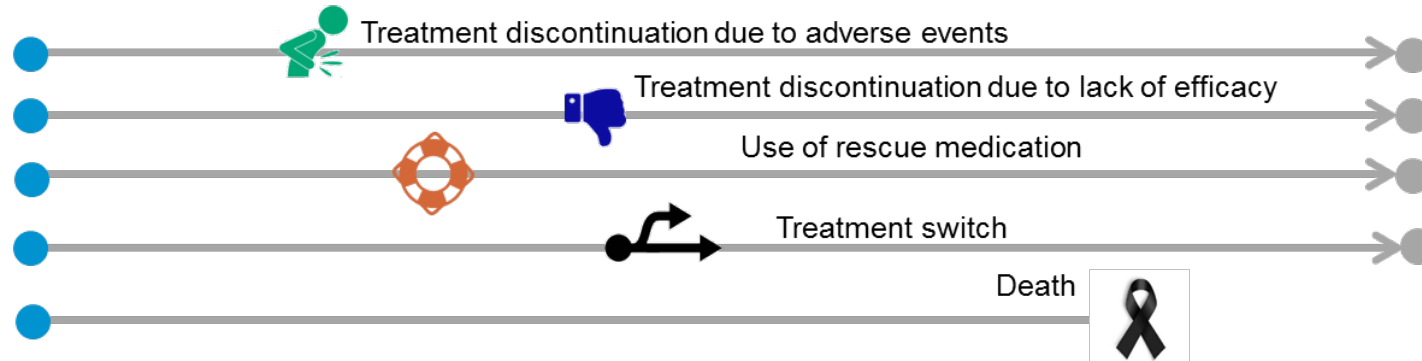 Treatment discontinuation due to adverse events
Treatment discontinuation due to lack of efficacy
Use of rescue medication
Treatment switch
Death